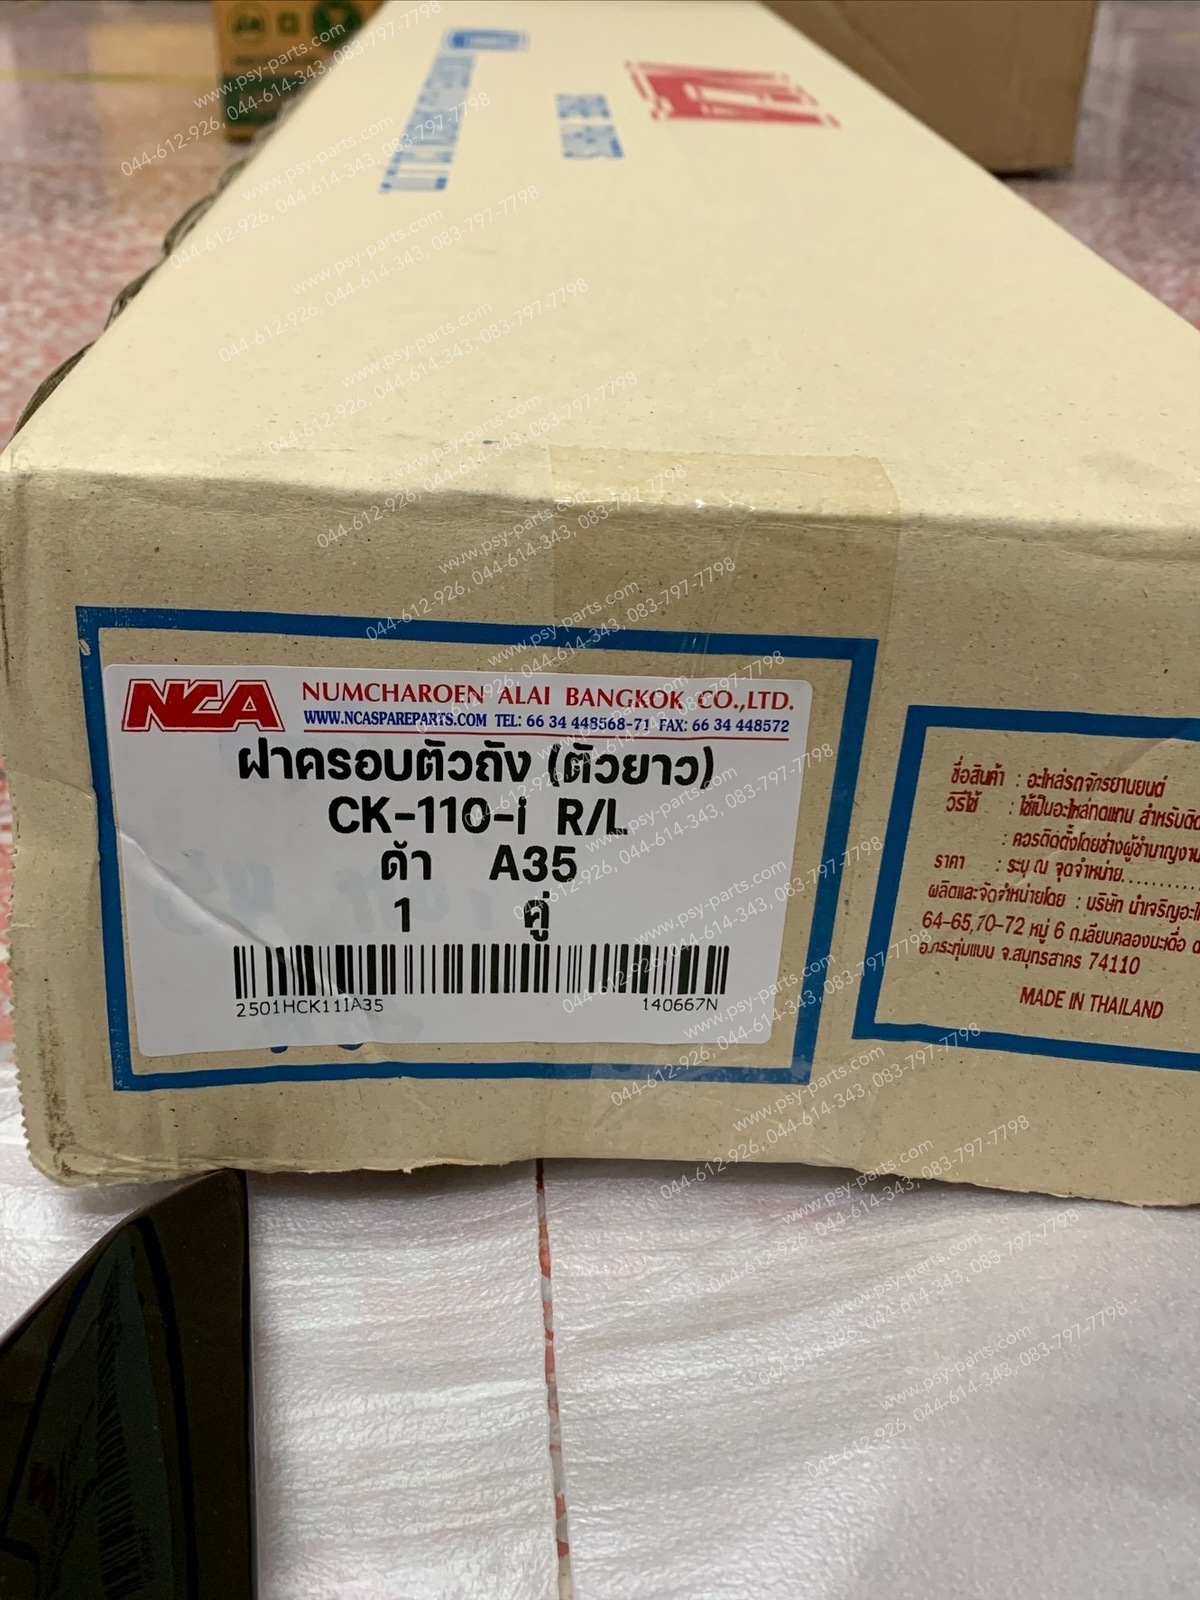 SPARE PARTS
NCA NUMCHAROEN ALAI BANGKOK CO.,LTD.
WWW.NCASPAREPARTS.COM TEL: 66 34 448568-71 FAX: 66 34 448572
ฝาครอบตัวถัง (ตัวยาว)
CK-110-i R/L
ดำ A35
1 คู่
2501HCK11IA35 140667N
ชื่อสินค้า : อะไหล่รถจักรยานยนต์
วิธีใช้ : ใช้เป็นอะไหล่ทดแทน สำหรับติด
: ควรติดตั้งโดยช่างผู้ชำนาญงาน
ราคา : ระบุ ณ จุดจำหน่าย...........
ผลิตและจัดจำหน่ายโดย : บริษัท นำเจริญอะไ
64-65,70-72 หมู่ 6 ถ.เลียบคลองมะเดื่อ
อ.กระทุ่มแบน จ.สมุทรสาคร 74110
MADE IN THAILAND
www.psy-parts.com
044-612-926, 044-614-343, 083-797-7798